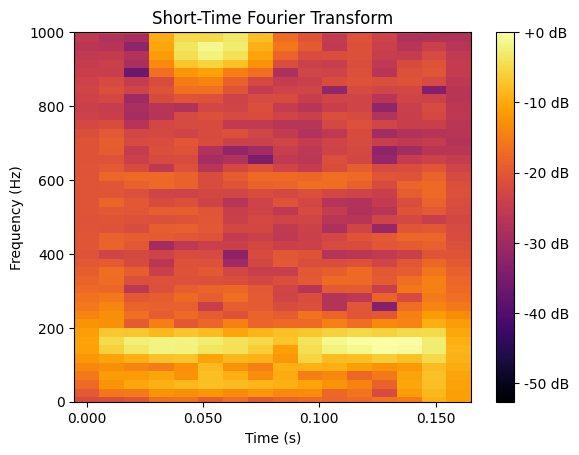 Short-Time Fourier Transform
Frequency (Hz)
1000
800
600
400
200
0
0.000 0.050 0.100 0.150
Time (s)
+0 dB
-10 dB
-20 dB
-30 dB
-40 dB
-50 dB